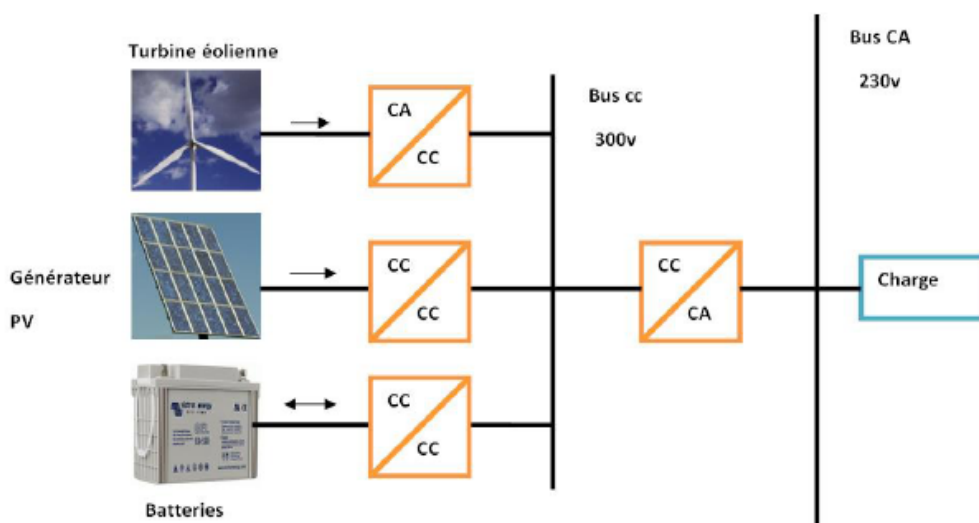 Turbine éolienne
CA
CC
Bus cc
300v
Bus CA
230v
Générateur
PV
CC
CC
CC
CA
Charge
CC
CC
Batteries